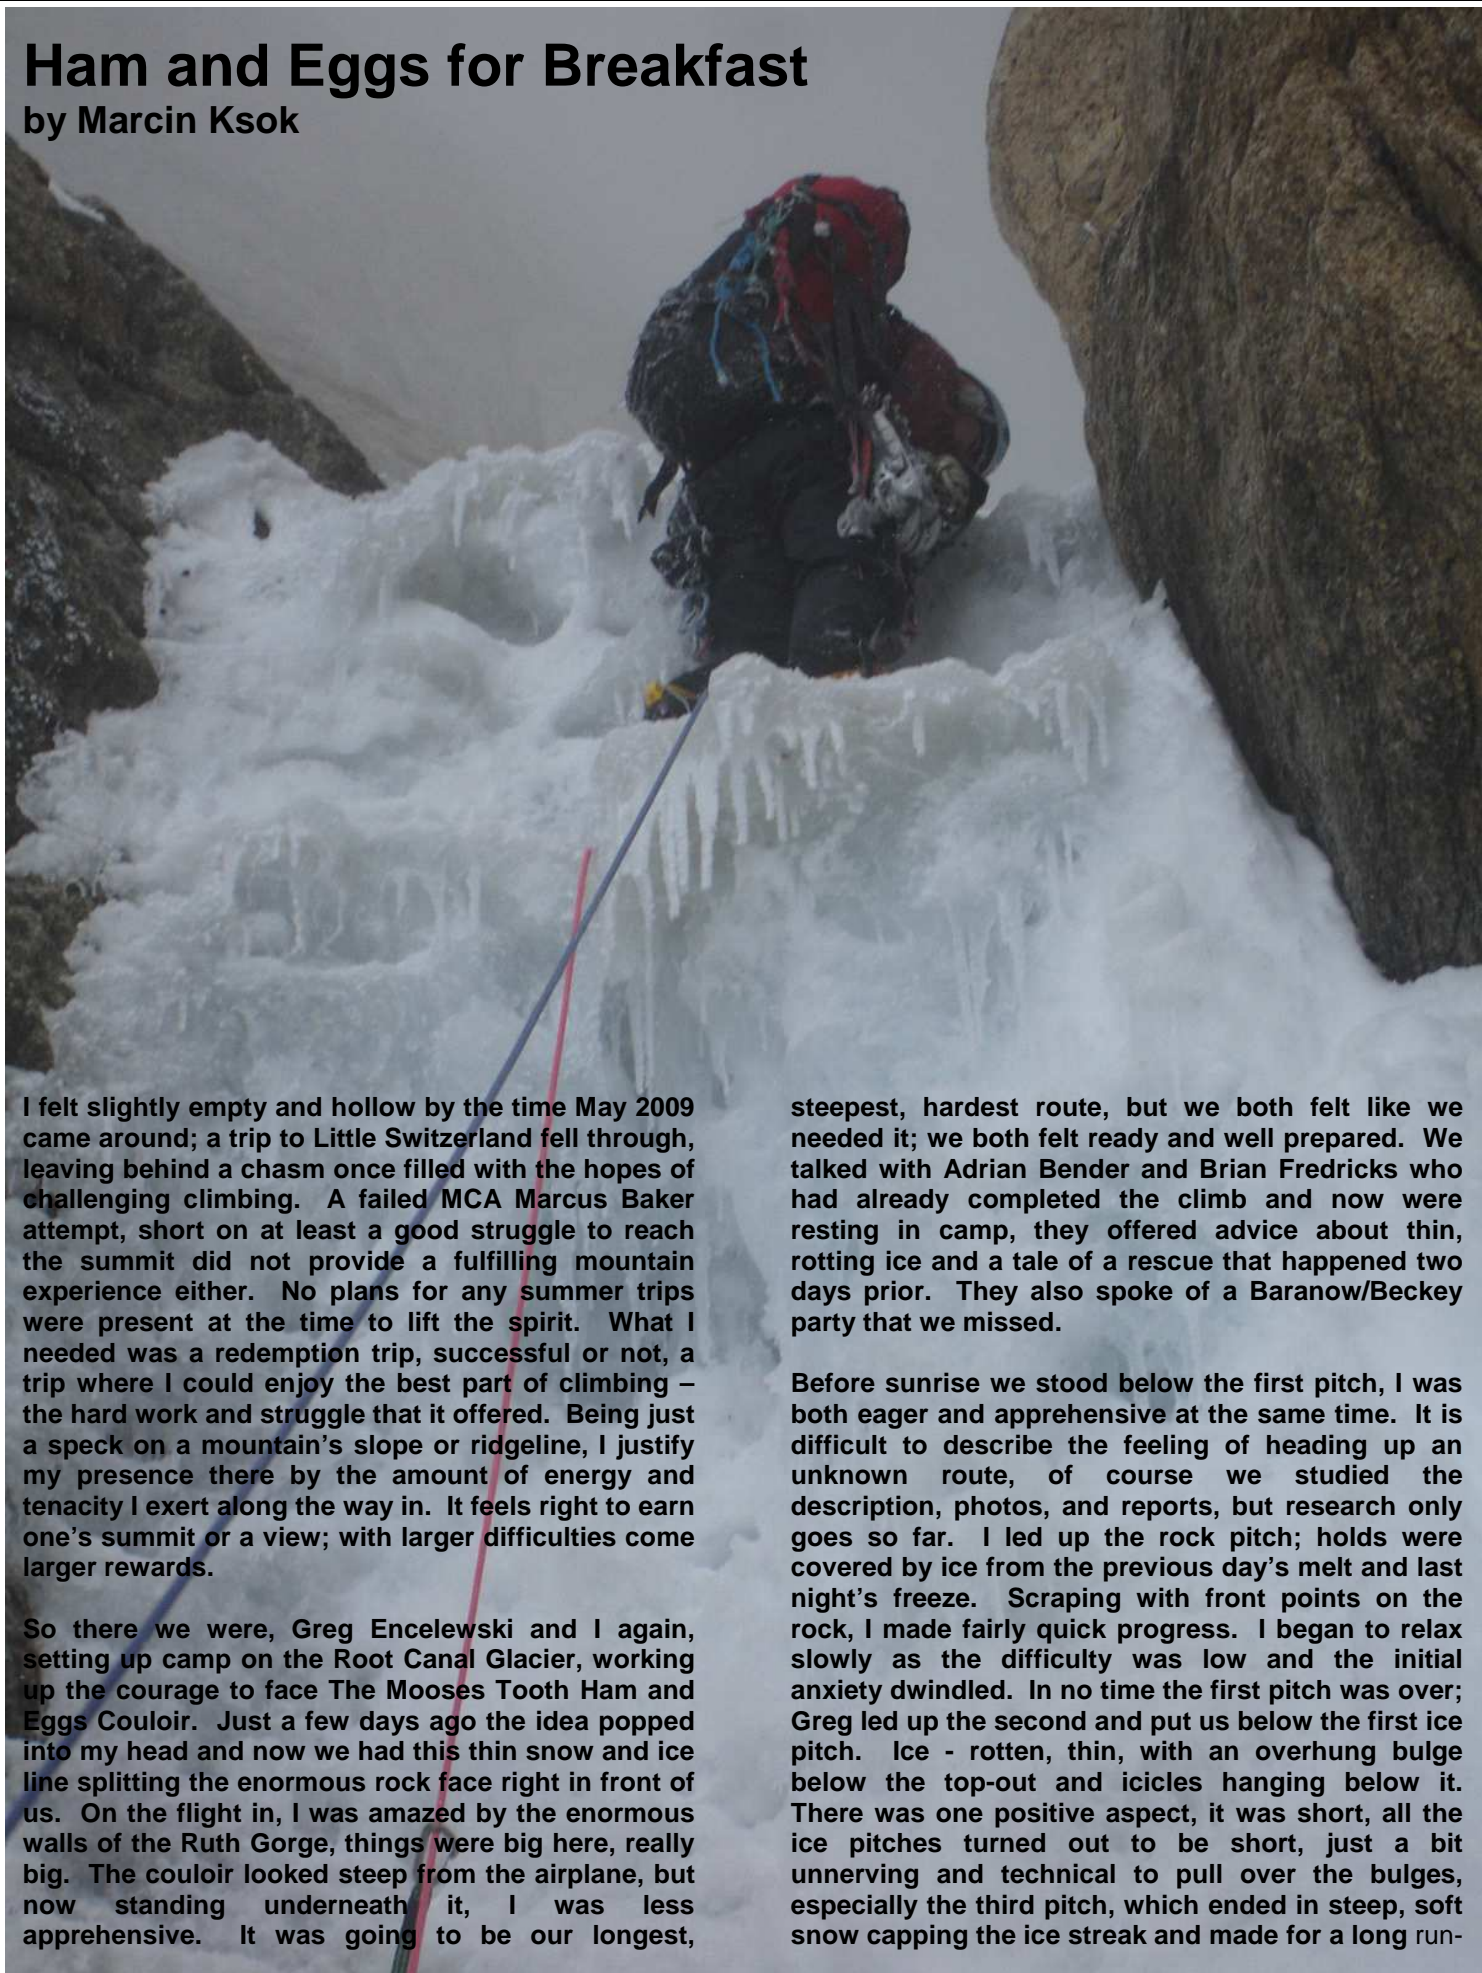 Ham and Eggs for Breakfast
by Marcin Ksok
I felt slightly empty and hollow by the time May 2009
came around; a trip to Little Switzerland fell through,
leaving behind a chasm once filled with the hopes of
challenging climbing. A failed MCA Marcus Baker
attempt, short on at least a good struggle to reach
the summit did not provide a fulfilling mountain
experience either. No plans for any summer trips
were present at the time to lift the spirit. What I
needed was a redemption trip, successful or not, a
trip where I could enjoy the best part of climbing –
the hard work and struggle that it offered. Being just
a speck on a mountain's slope or ridgeline, I justify
my presence there by the amount of energy and
tenacity I exert along the way in. It feels right to earn
one's summit or a view; with larger difficulties come
larger rewards.
So there we were, Greg Encelewski and I again,
setting up camp on the Root Canal Glacier, working
up the courage to face The Mooses Tooth Ham and
Eggs Couloir. Just a few days ago the idea popped
into my head and now we had this thin snow and ice
line splitting the enormous rock face right in front of
us. On the flight in, I was amazed by the enormous
walls of the Ruth Gorge, things were big here, really
big. The couloir looked steep from the airplane, but
now standing underneath it, I was less
apprehensive. It was going to be our longest,
steepest, hardest route, but we both felt like we
needed it; we both felt ready and well prepared. We
talked with Adrian Bender and Brian Fredricks who
had already completed the climb and now were
resting in camp, they offered advice about thin,
rotting ice and a tale of a rescue that happened two
days prior. They also spoke of a Baranow/Beckey
party that we missed.
Before sunrise we stood below the first pitch, I was
both eager and apprehensive at the same time. It is
difficult to describe the feeling of heading up an
unknown route, of course we studied the
description, photos, and reports, but research only
goes so far. I led up the rock pitch; holds were
covered by ice from the previous day's melt and last
night's freeze. Scraping with front points on the
rock, I made fairly quick progress. I began to relax
slowly as the difficulty was low and the initial
anxiety dwindled. In no time the first pitch was over;
Greg led up the second and put us below the first ice
pitch. Ice - rotten, thin, with an overhung bulge
below the top-out and icicles hanging below it.
There was one positive aspect, it was short, all the
ice pitches turned out to be short, just a bit
unnerving and technical to pull over the bulges,
especially the third pitch, which ended in steep, soft
snow capping the ice streak and made for a long run-